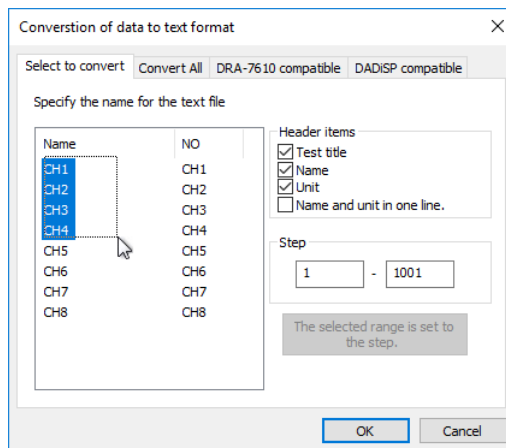 Converstion of data to text format
Select to convert Convert All DRA-7610 compatible DADiSP compatible
Specify the name for the text file
Name NO
CH1 CH1
CH2 CH2
CH3 CH3
CH4 CH4
CH5 CH5
CH6 CH6
CH7 CH7
CH8 CH8
Header items
Test title
Name
Unit
Name and unit in one line.
Step
1 - 1001
The selected range is set to
the step.
OK Cancel